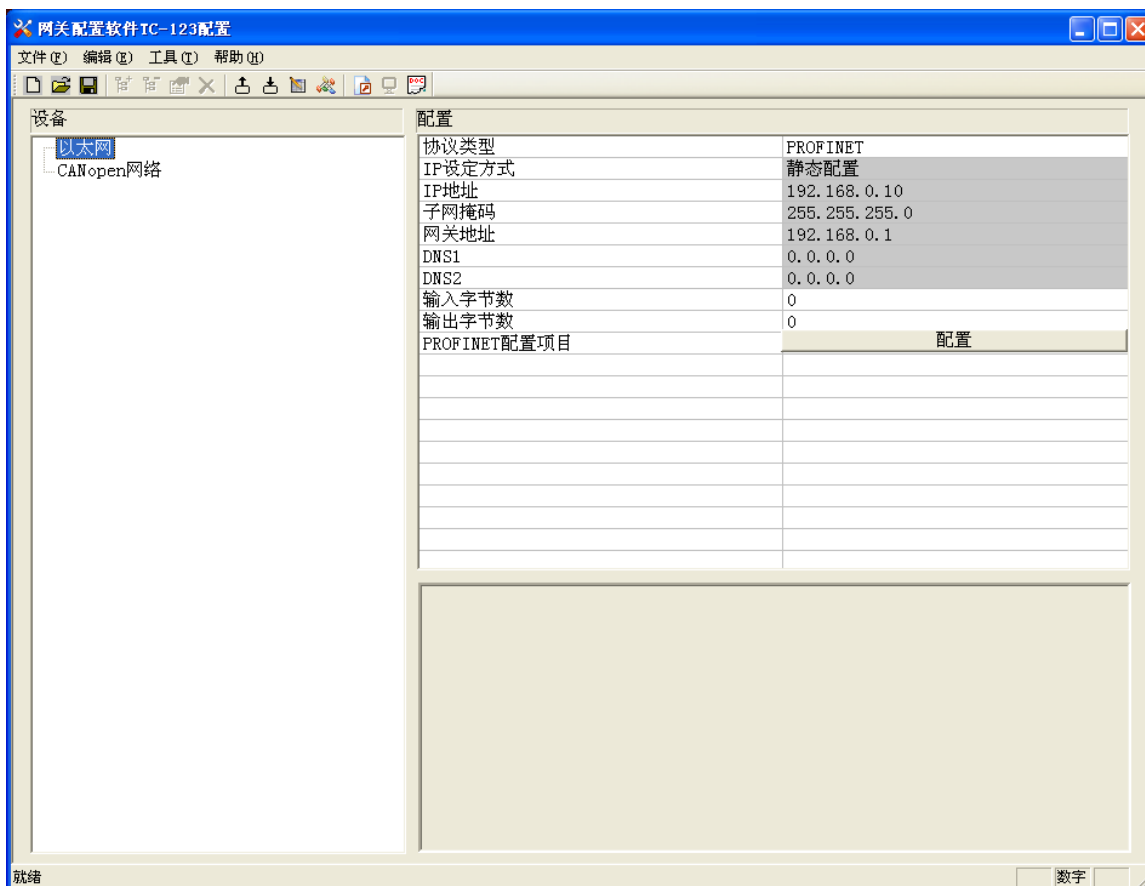 网关配置软件TC-123配置
文件(F) 编辑(E) 工具(T) 帮助(H)
DOC
设备
以太网
CANopen网络
配置
协议类型 PROFINET
IP设定方式 静态配置
IP地址 192.168.0.10
子网掩码 255.255.255.0
网关地址 192.168.0.1
DNS1 0.0.0.0
DNS2 0.0.0.0
输入字节数 0
输出字节数 0
PROFINET配置项目 配置
就绪 数字